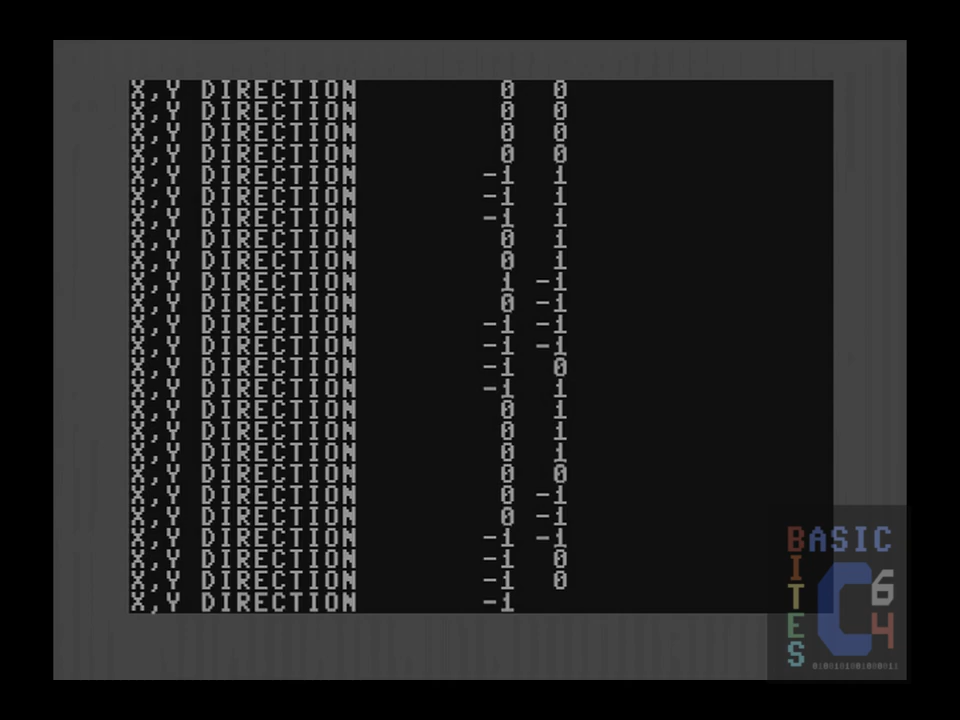 X,Y DIRECTION 0 0
X,Y DIRECTION 0 0
X,Y DIRECTION 0 0
X,Y DIRECTION 0 0
X,Y DIRECTION -1 1
X,Y DIRECTION -1 1
X,Y DIRECTION -1 1
X,Y DIRECTION 0 1
X,Y DIRECTION 0 1
X,Y DIRECTION 1 -1
X,Y DIRECTION 0 -1
X,Y DIRECTION -1 -1
X,Y DIRECTION -1 -1
X,Y DIRECTION -1 0
X,Y DIRECTION -1 1
X,Y DIRECTION 0 1
X,Y DIRECTION 0 1
X,Y DIRECTION 0 1
X,Y DIRECTION 0 0
X,Y DIRECTION 0 -1
X,Y DIRECTION 0 -1
X,Y DIRECTION -1 -1
X,Y DIRECTION -1 0
X,Y DIRECTION -1 0
X,Y DIRECTION -1
BASIC
BITES
C64
0100101001000011